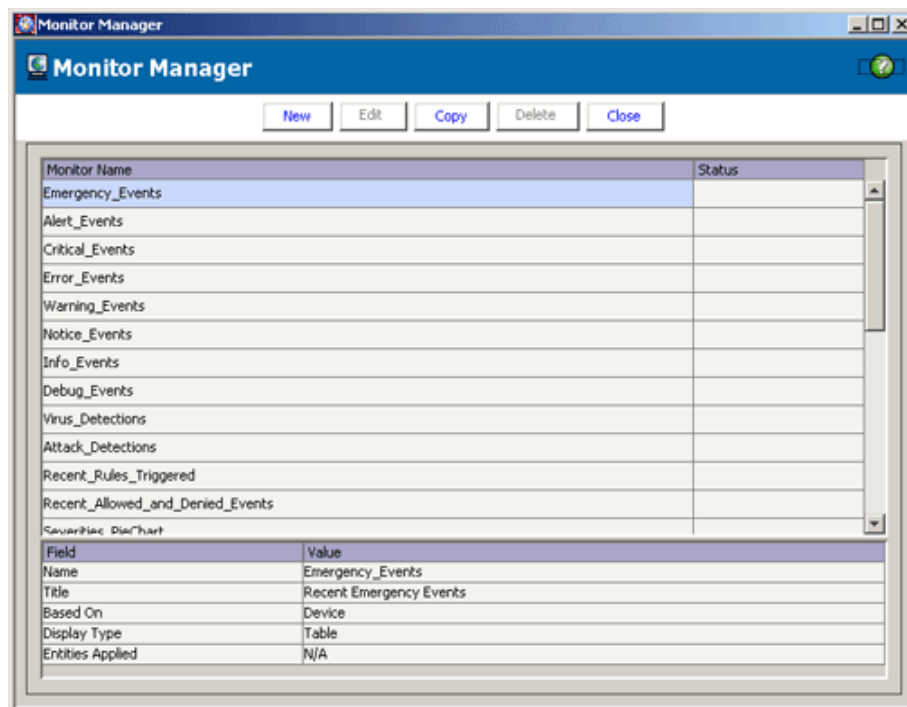 Monitor Manager
Monitor Manager
New Edit Copy Delete Close
Monitor Name Status
Emergency_Events
Alert_Events
Critical_Events
Error_Events
Warning_Events
Notice_Events
Info_Events
Debug_Events
Virus_Detections
Attack_Detections
Recent_Rules_Triggered
Recent_Allowed_and_Denied_Events
Severities_PieChart
Field Value
Name Emergency_Events
Title Recent Emergency Events
Based On Device
Display Type Table
Entities Applied N/A